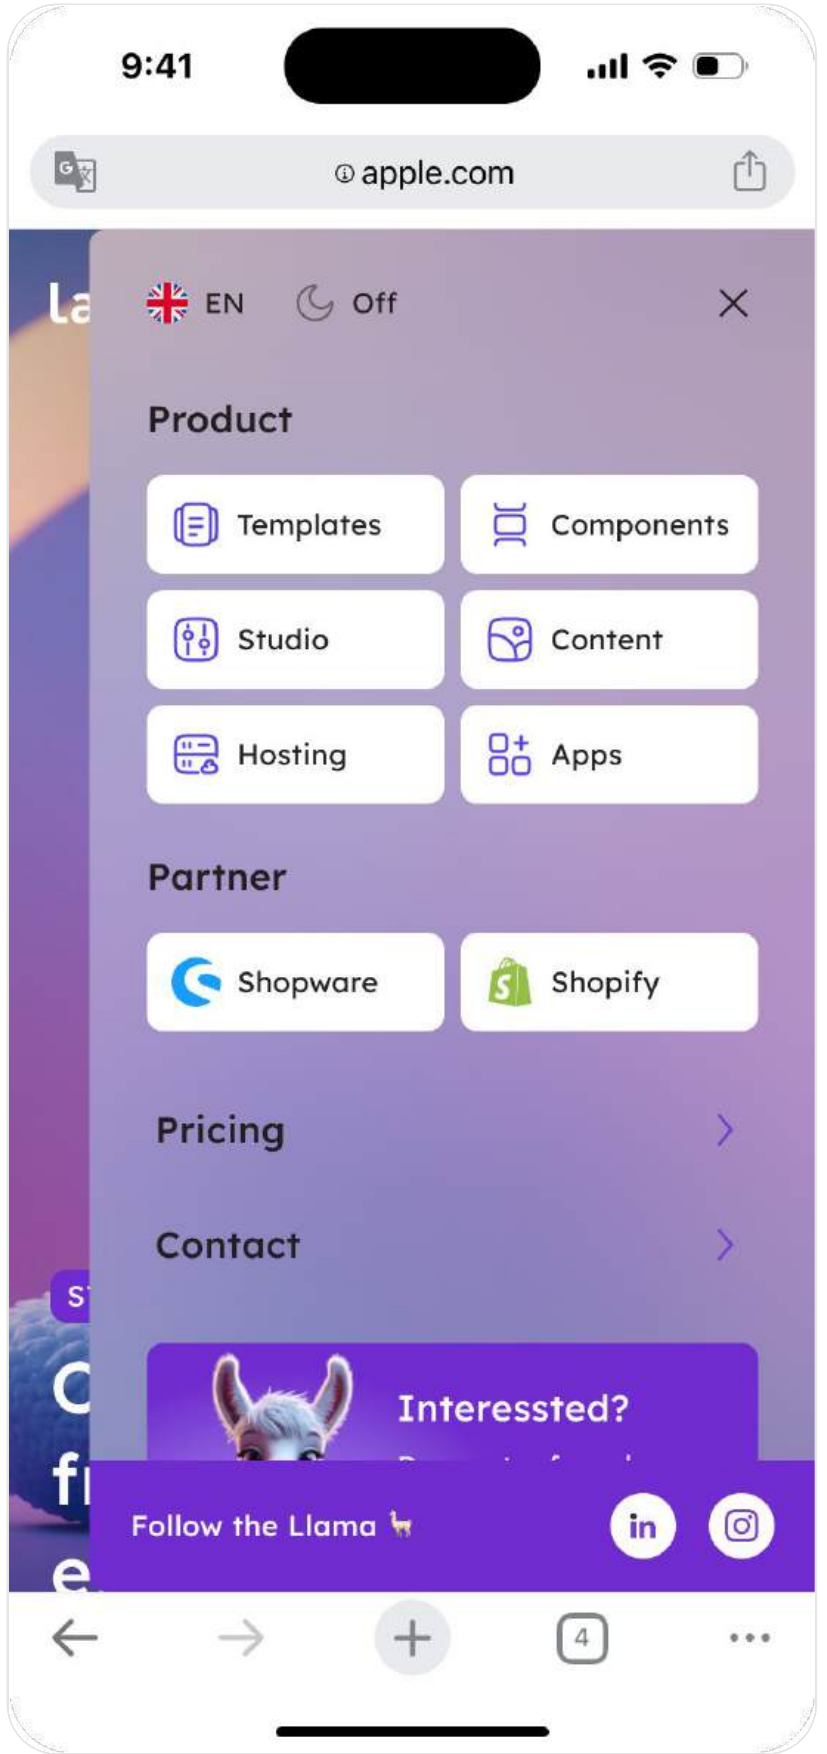 9:41
apple.com
la
EN
Off
Product
Templates
Components
Studio
Content
Hosting
Apps
Partner
Shopware
Shopify
Pricing
Contact
Interessted?
Follow the Llama
in
4